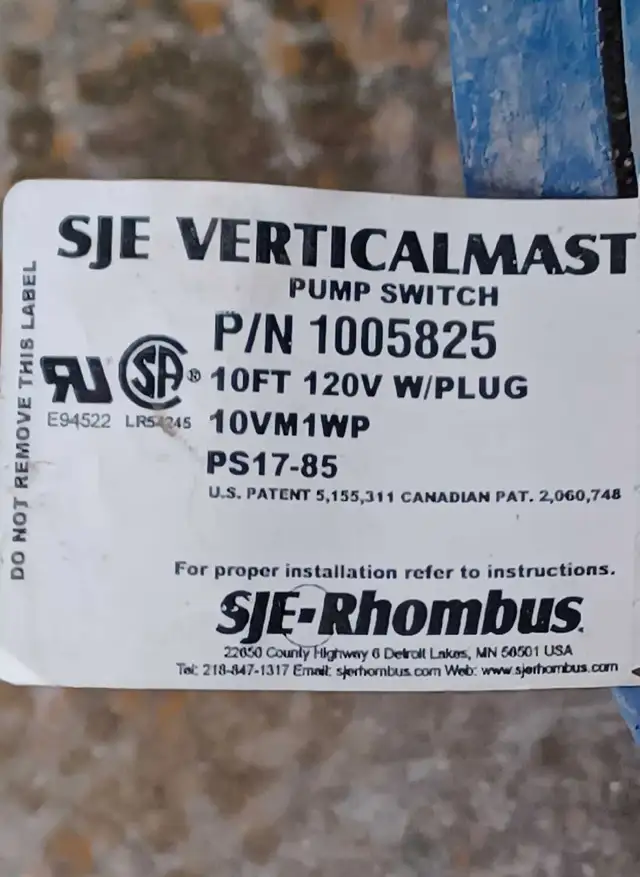 SJE VERTICALMAST
PUMP SWITCH
P/N 1005825
10FT 120V W/PLUG
10VM1WP
PS17-85
U.S. PATENT 5,155,311 CANADIAN PAT. 2,060,748
E94522 LR54245
SA ®
DO NOT REMOVE THIS LABEL
For proper installation refer to instructions.
SJE-Rhombus
22650 County Highway 6 Detroit Lakes, MN 56501 USA
Tel: 218-847-1317 Email: sjerhombus.com Web: www.sjerhombus.com